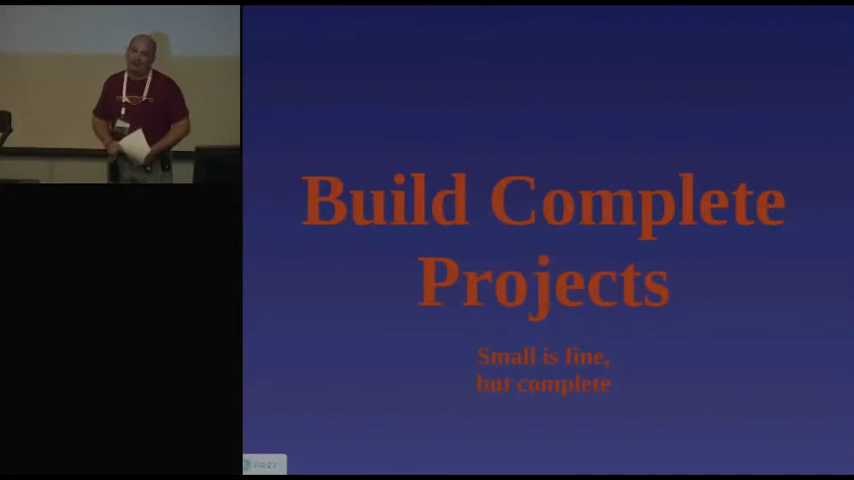 Build Complete
Projects
Small is fine,
but complete